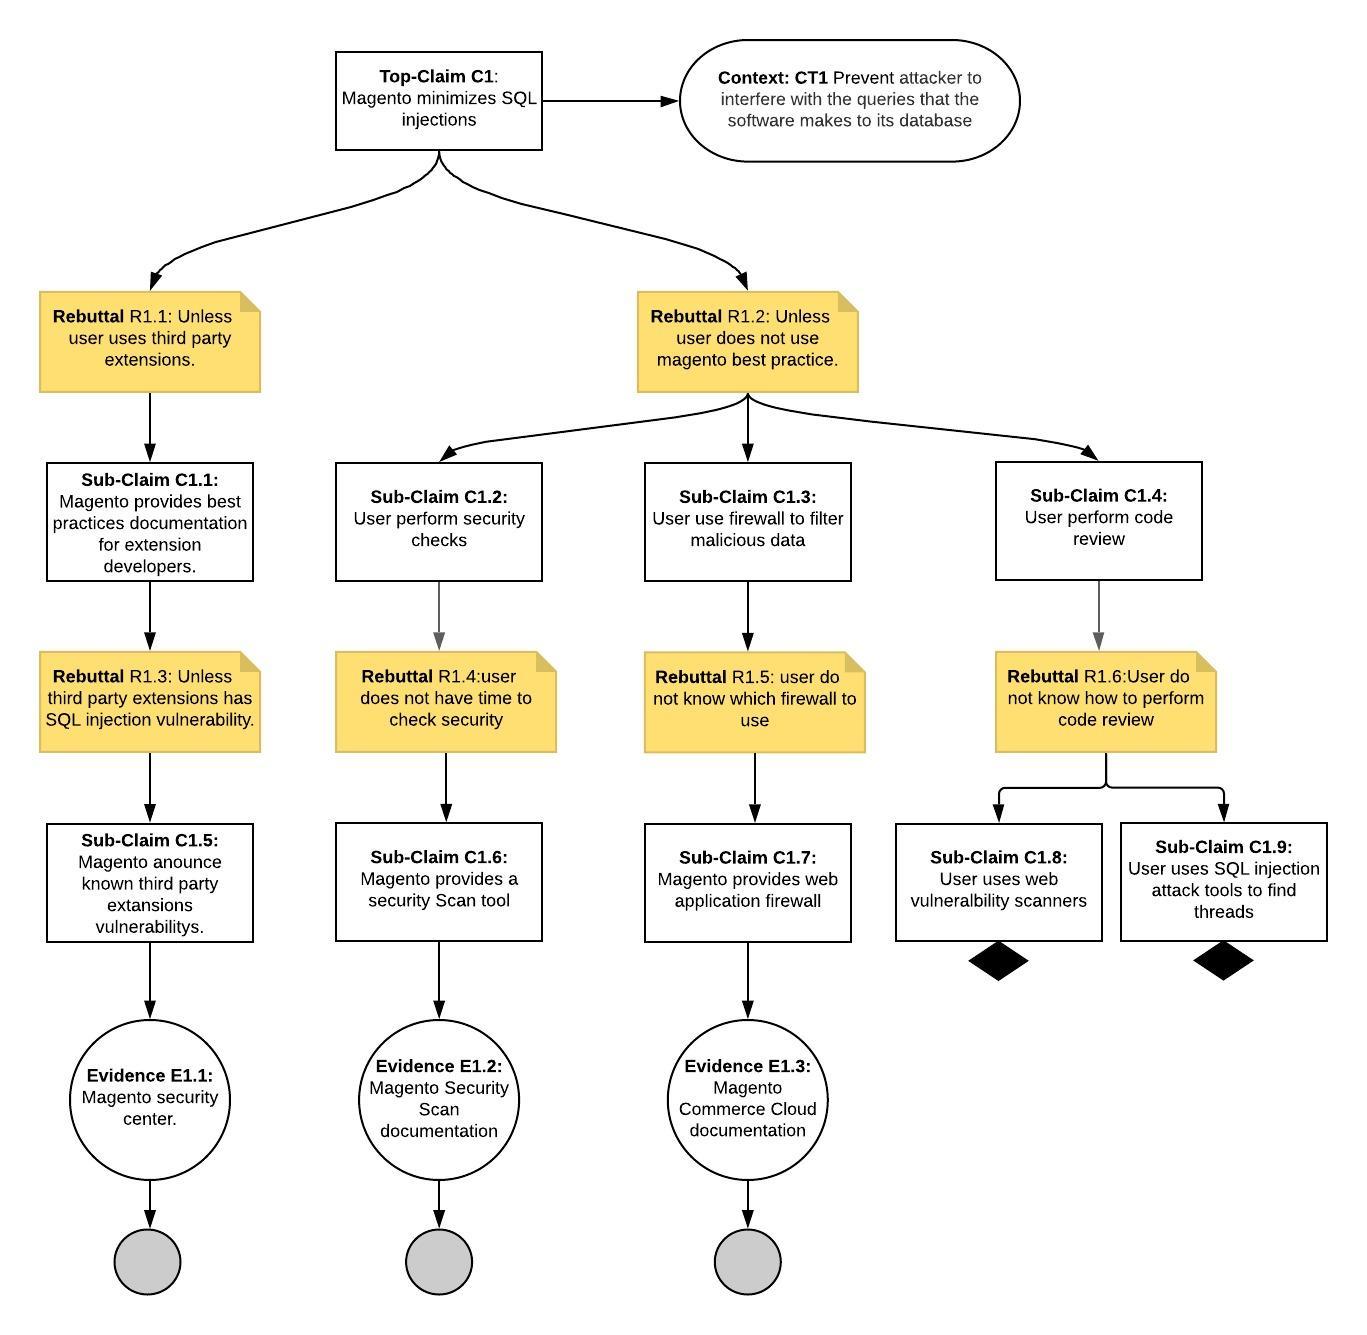 Top-Claim C1:
Magento minimizes SQL
injections
Context: CT1 Prevent attacker to
interfere with the queries that the
software makes to its database
Rebuttal R1.1: Unless
user uses third party
extensions.
Rebuttal R1.2: Unless
user does not use
magento best practice.
Sub-Claim C1.1:
Magento provides best
practices documentation
for extension
developers.
Sub-Claim C1.2:
User perform security
checks
Sub-Claim C1.3:
User use firewall to filter
malicious data
Sub-Claim C1.4:
User perform code
review
Rebuttal R1.3: Unless
third party extensions has
SQL injection vulnerability.
Rebuttal R1.4:user
does not have time to
check security
Rebuttal R1.5: user do
not know which firewall to
use
Rebuttal R1.6:User do
not know how to perform
code review
Sub-Claim C1.5:
Magento anounce
known third party
extansions
vulnerabilitys.
Sub-Claim C1.6:
Magento provides a
security Scan tool
Sub-Claim C1.7:
Magento provides web
application firewall
Sub-Claim C1.8:
User uses web
vulneralbility scanners
Sub-Claim C1.9:
User uses SQL injection
attack tools to find
threads
Evidence E1.1:
Magento security
center.
Evidence E1.2:
Magento Security
Scan
documentation
Evidence E1.3:
Magento
Commerce Cloud
documentation